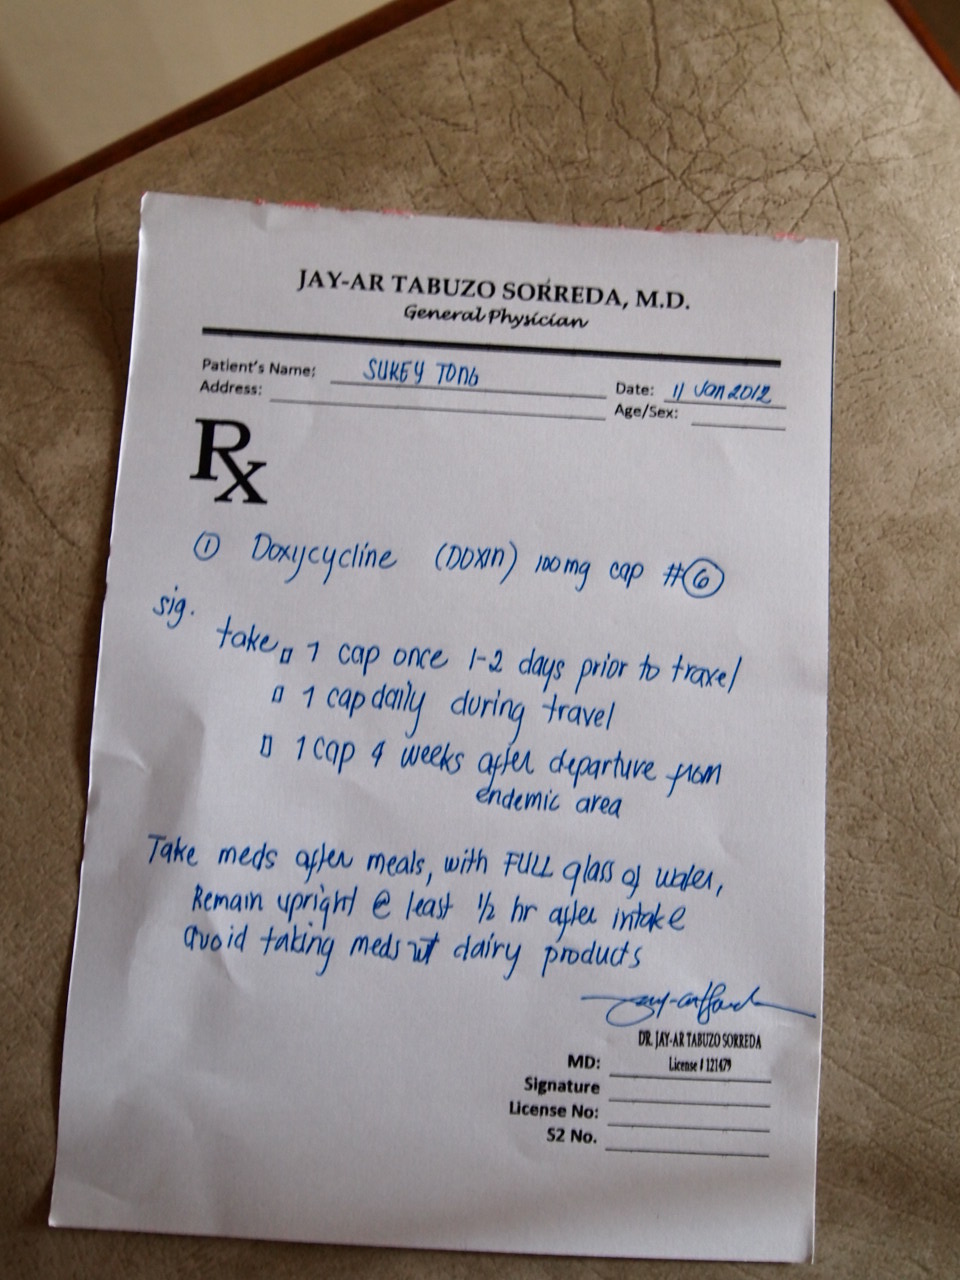 JAY-AR TABUZO SORREDA, M.D.
General Physician
Patient's Name: SUKEY TONG
Date: 11 Jan 2012
Address:
Age/Sex:
Rx
① Doxycycline (DOXIN) 100mg cap #⑥
sig.
take 1 cap once 1-2 days prior to travel
1 cap daily during travel
1 cap 4 weeks after departure from
endemic area
Take meds after meals, with FULL glass of water,
Remain upright @ least 1/2 hr after intake
avoid taking meds w/ dairy products
DR. JAY-AR TABUZO SORREDA
MD: License # 121479
Signature
License No:
S2 No.